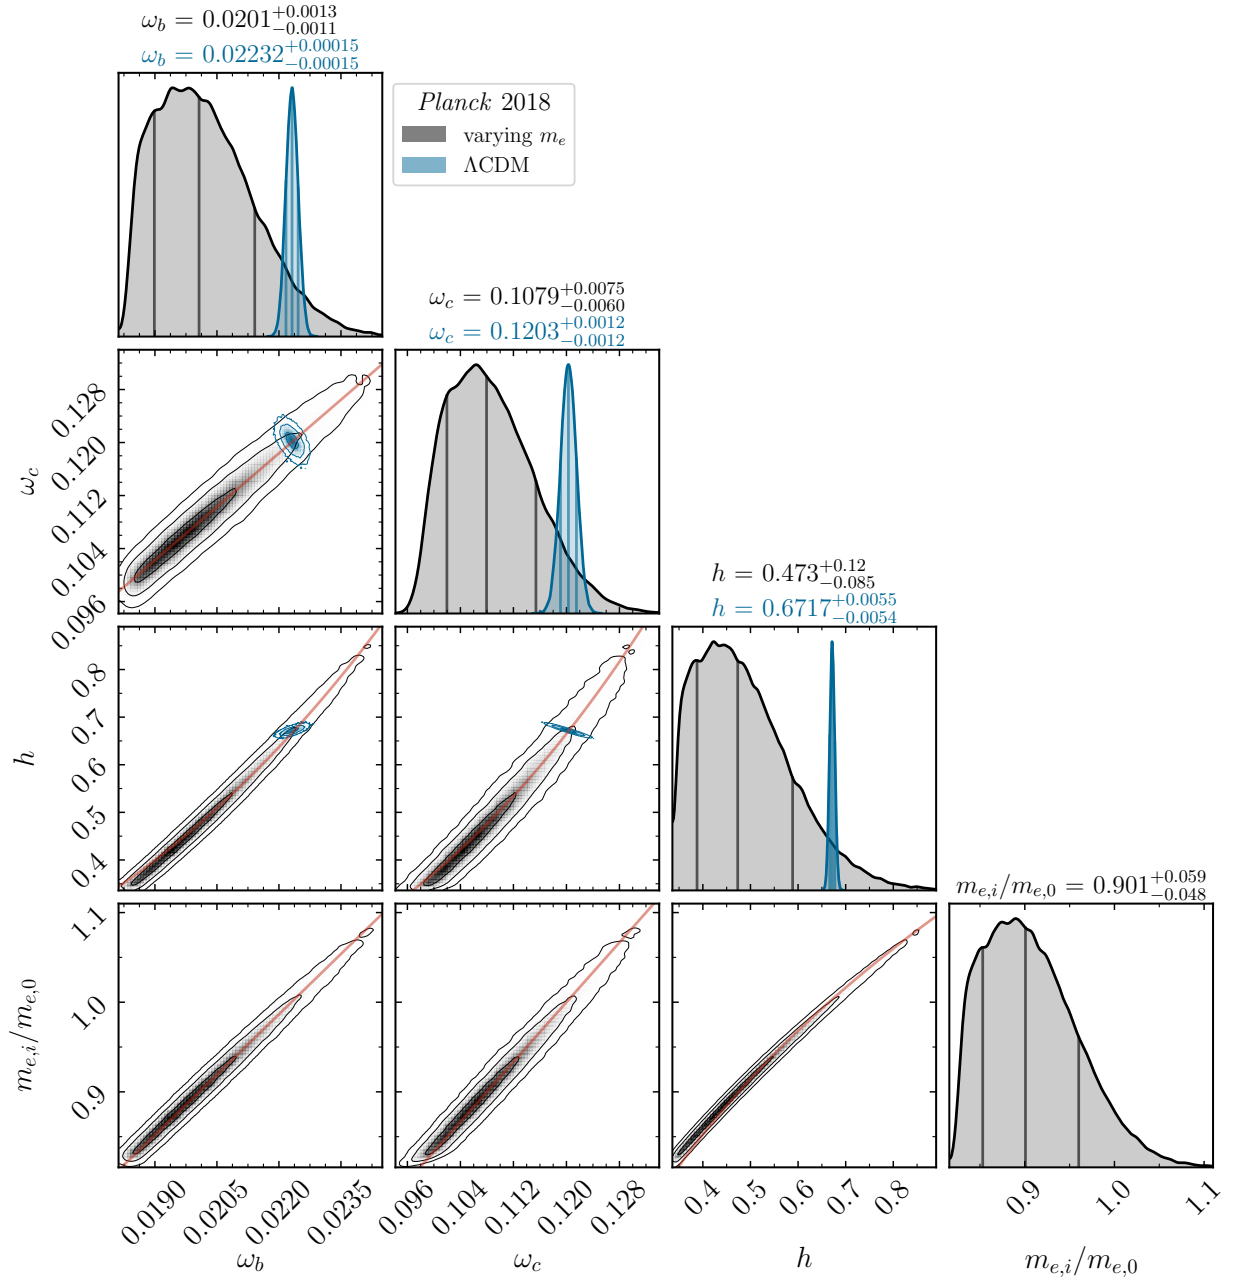 ω_b = 0.0201^{+0.0013}_{-0.0011}
ω_b = 0.02232^{+0.00015}_{-0.00015}
Planck 2018
varying m_e
ΛCDM
ω_c = 0.1079^{+0.0075}_{-0.0060}
ω_c = 0.1203^{+0.0012}_{-0.0012}
ω_c
0.128
0.120
0.112
0.104
0.096
h = 0.473^{+0.12}_{-0.085}
h = 0.6717^{+0.0055}_{-0.0054}
h
0.8
0.7
0.6
0.5
0.4
m_{e,i}/m_{e,0} = 0.901^{+0.059}_{-0.048}
m_{e,i}/m_{e,0}
1.1
1.0
0.9
0.0190 0.0205 0.0220 0.0235
0.096 0.104 0.112 0.120 0.128
0.4 0.5 0.6 0.7 0.8
0.9 1.0 1.1
ω_b
ω_c
h
m_{e,i}/m_{e,0}